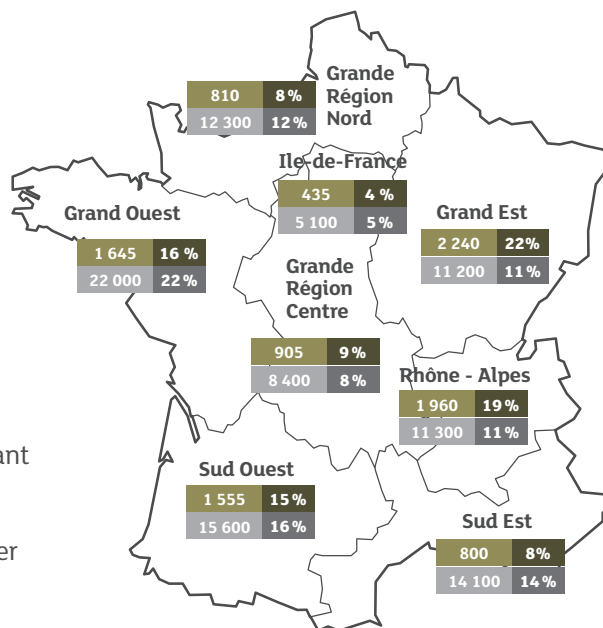 Grande
Région
Nord
810 8%
12 300 12%
Ile-de-France
435 4 %
5 100 5%
Grand Ouest
1 645 16 %
22 000 22%
Grand Est
2 240 22%
11 200 11%
Grande
Région
Centre
905 9%
8 400 8%
Rhône - Alpes
1 960 19%
11 300 11%
ant
Sud Ouest
1 555 15%
15 600 16%
er
Sud Est
800 8%
14 100 14%